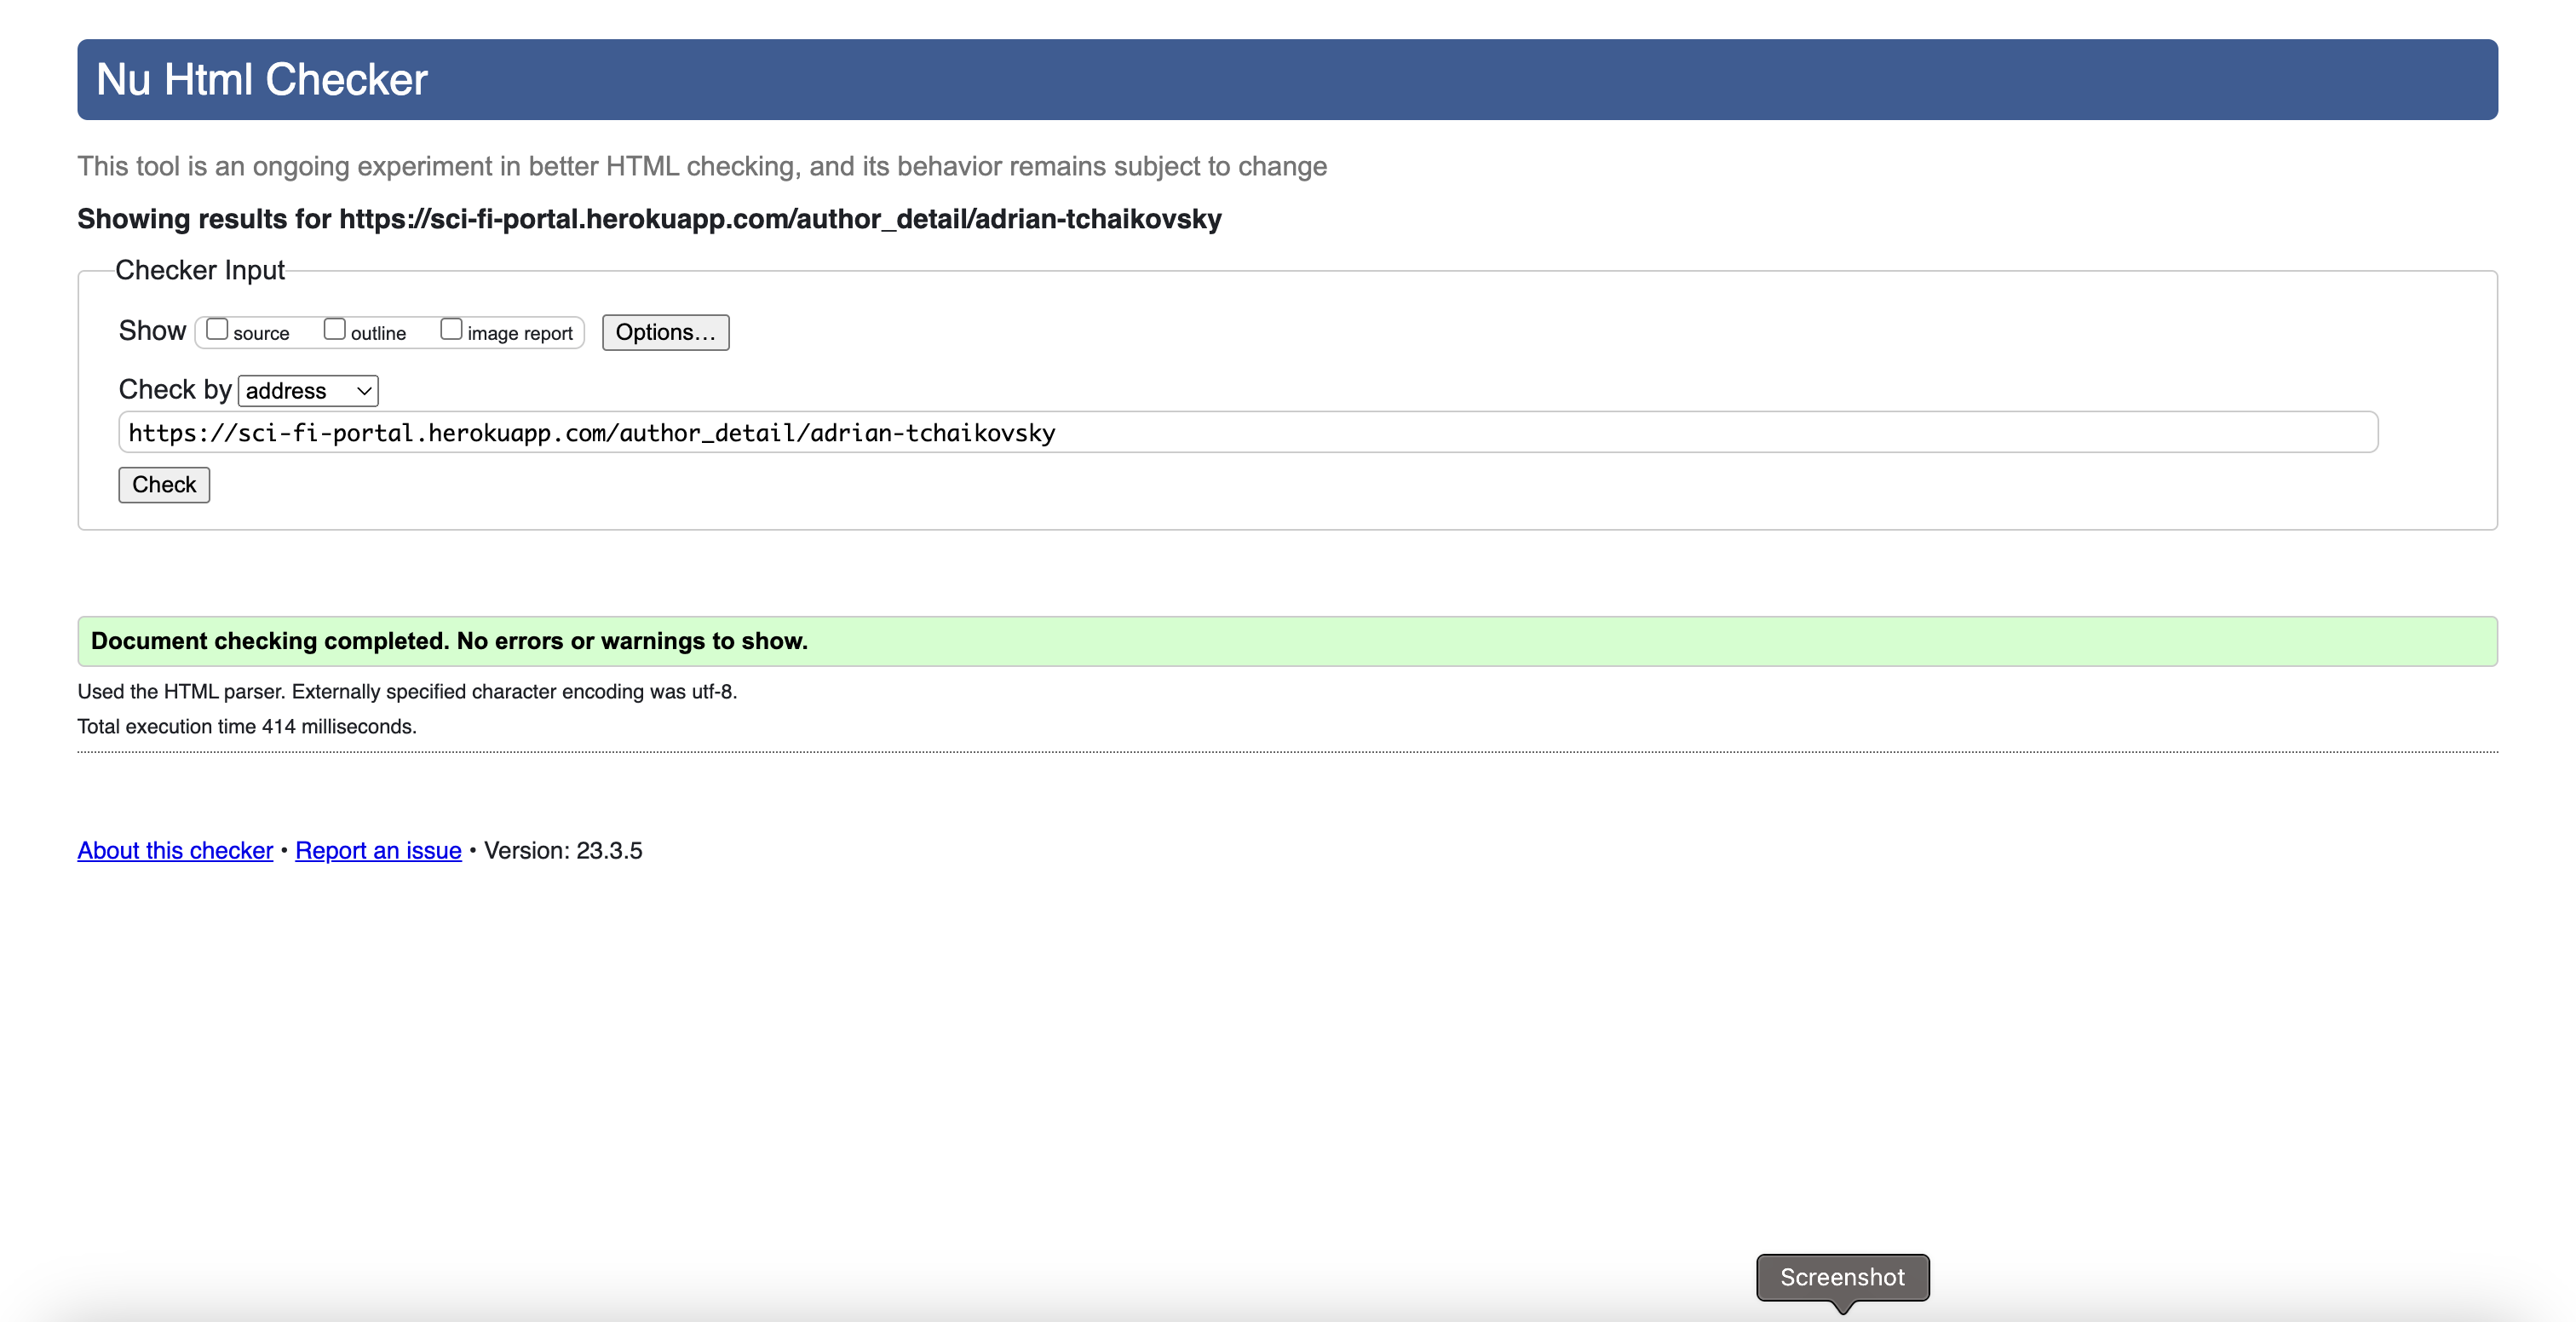 Nu Html Checker
This tool is an ongoing experiment in better HTML checking, and its behavior remains subject to change
Showing results for https://sci-fi-portal.herokuapp.com/author_detail/adrian-tchaikovsky
Checker Input
Show source outline image report Options…
Check by address
https://sci-fi-portal.herokuapp.com/author_detail/adrian-tchaikovsky
Check
Document checking completed. No errors or warnings to show.
Used the HTML parser. Externally specified character encoding was utf-8.
Total execution time 414 milliseconds.
About this checker • Report an issue • Version: 23.3.5
Screenshot